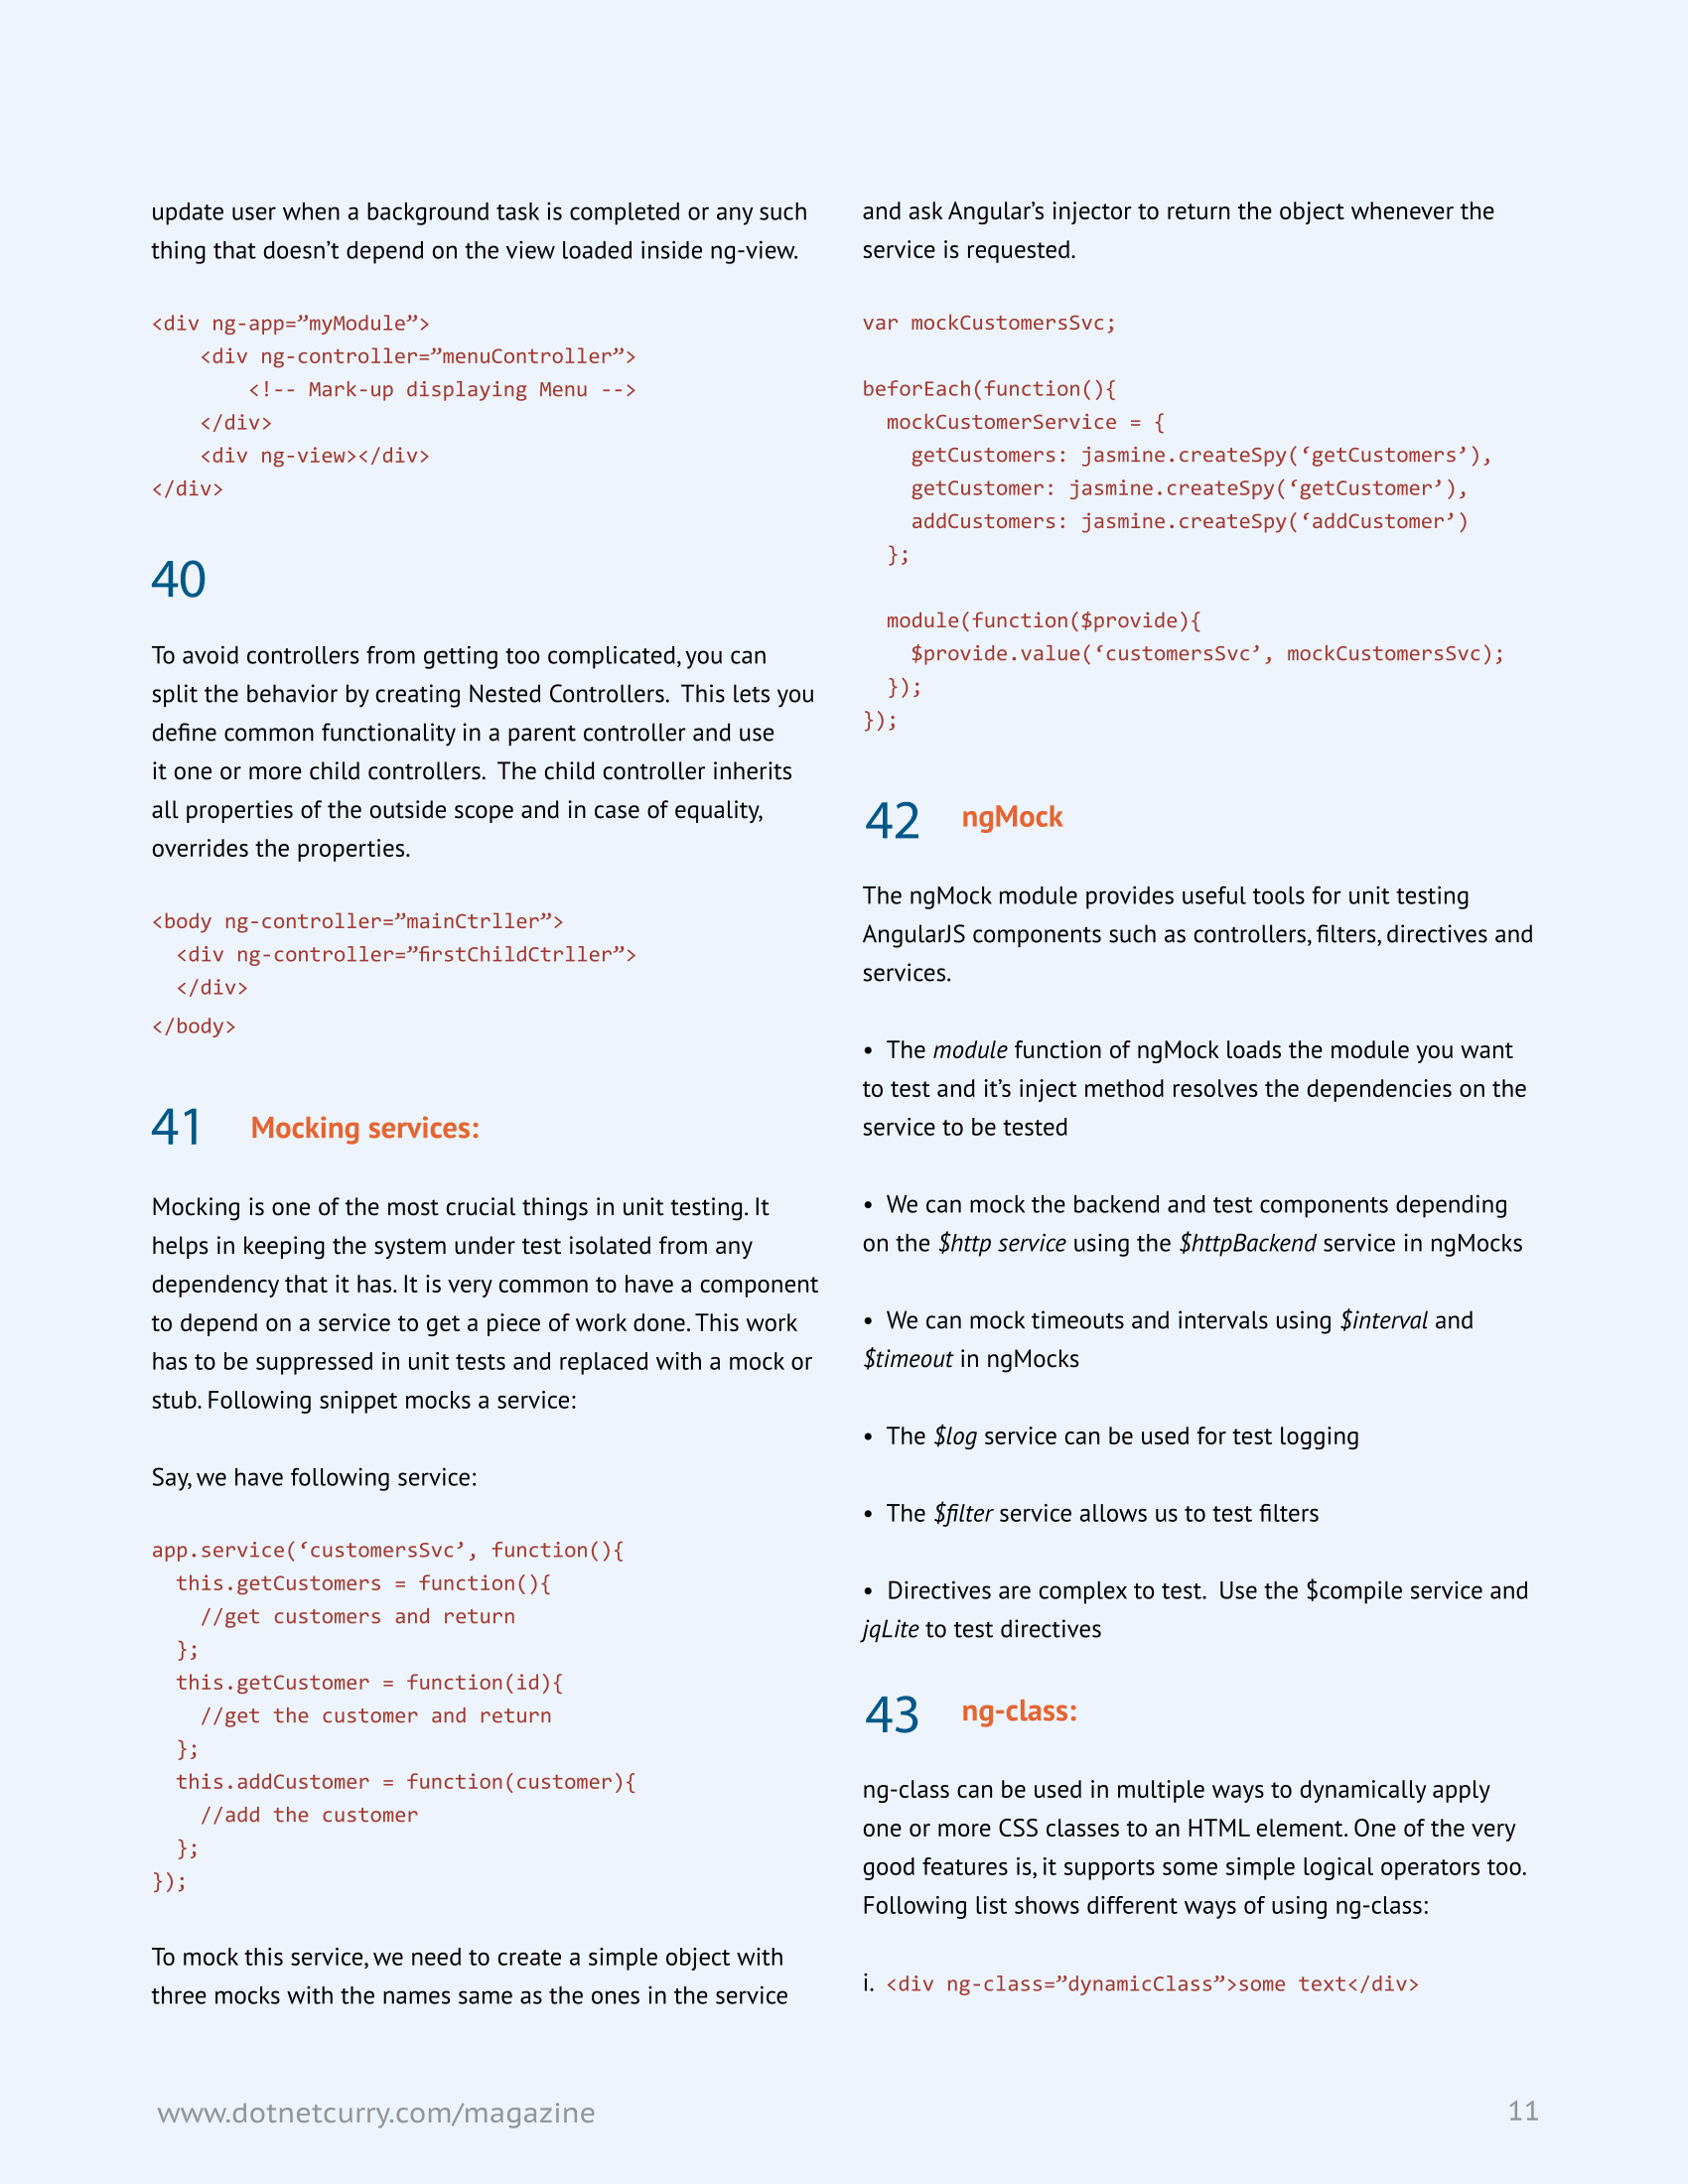 update user when a background task is completed or any such
thing that doesn’t depend on the view loaded inside ng-view.
<div ng-app=”myModule”>
    <div ng-controller=”menuController”>
        <!-- Mark-up displaying Menu -->
    </div>
    <div ng-view></div>
</div>
40
To avoid controllers from getting too complicated, you can
split the behavior by creating Nested Controllers.  This lets you
define common functionality in a parent controller and use
it one or more child controllers.  The child controller inherits
all properties of the outside scope and in case of equality,
overrides the properties.
<body ng-controller=”mainCtrller”>
  <div ng-controller=”firstChildCtrller”>
  </div>
</body>
41 Mocking services:
Mocking is one of the most crucial things in unit testing. It
helps in keeping the system under test isolated from any
dependency that it has. It is very common to have a component
to depend on a service to get a piece of work done. This work
has to be suppressed in unit tests and replaced with a mock or
stub. Following snippet mocks a service:
Say, we have following service:
app.service(‘customersSvc’, function(){
  this.getCustomers = function(){
    //get customers and return
  };
  this.getCustomer = function(id){
    //get the customer and return
  };
  this.addCustomer = function(customer){
    //add the customer
  };
});
To mock this service, we need to create a simple object with
three mocks with the names same as the ones in the service
and ask Angular’s injector to return the object whenever the
service is requested.
var mockCustomersSvc;
beforEach(function(){
  mockCustomerService = {
    getCustomers: jasmine.createSpy(‘getCustomers’),
    getCustomer: jasmine.createSpy(‘getCustomer’),
    addCustomers: jasmine.createSpy(‘addCustomer’)
  };
  module(function($provide){
    $provide.value(‘customersSvc’, mockCustomersSvc);
  });
});
42 ngMock
The ngMock module provides useful tools for unit testing
AngularJS components such as controllers, filters, directives and
services.
•  The module function of ngMock loads the module you want
to test and it’s inject method resolves the dependencies on the
service to be tested
•  We can mock the backend and test components depending
on the $http service using the $httpBackend service in ngMocks
•  We can mock timeouts and intervals using $interval and
$timeout in ngMocks
•  The $log service can be used for test logging
•  The $filter service allows us to test filters
•  Directives are complex to test.  Use the $compile service and
jqLite to test directives
43 ng-class:
ng-class can be used in multiple ways to dynamically apply
one or more CSS classes to an HTML element. One of the very
good features is, it supports some simple logical operators too.
Following list shows different ways of using ng-class:
i. <div ng-class=”dynamicClass”>some text</div>
www.dotnetcurry.com/magazine 11